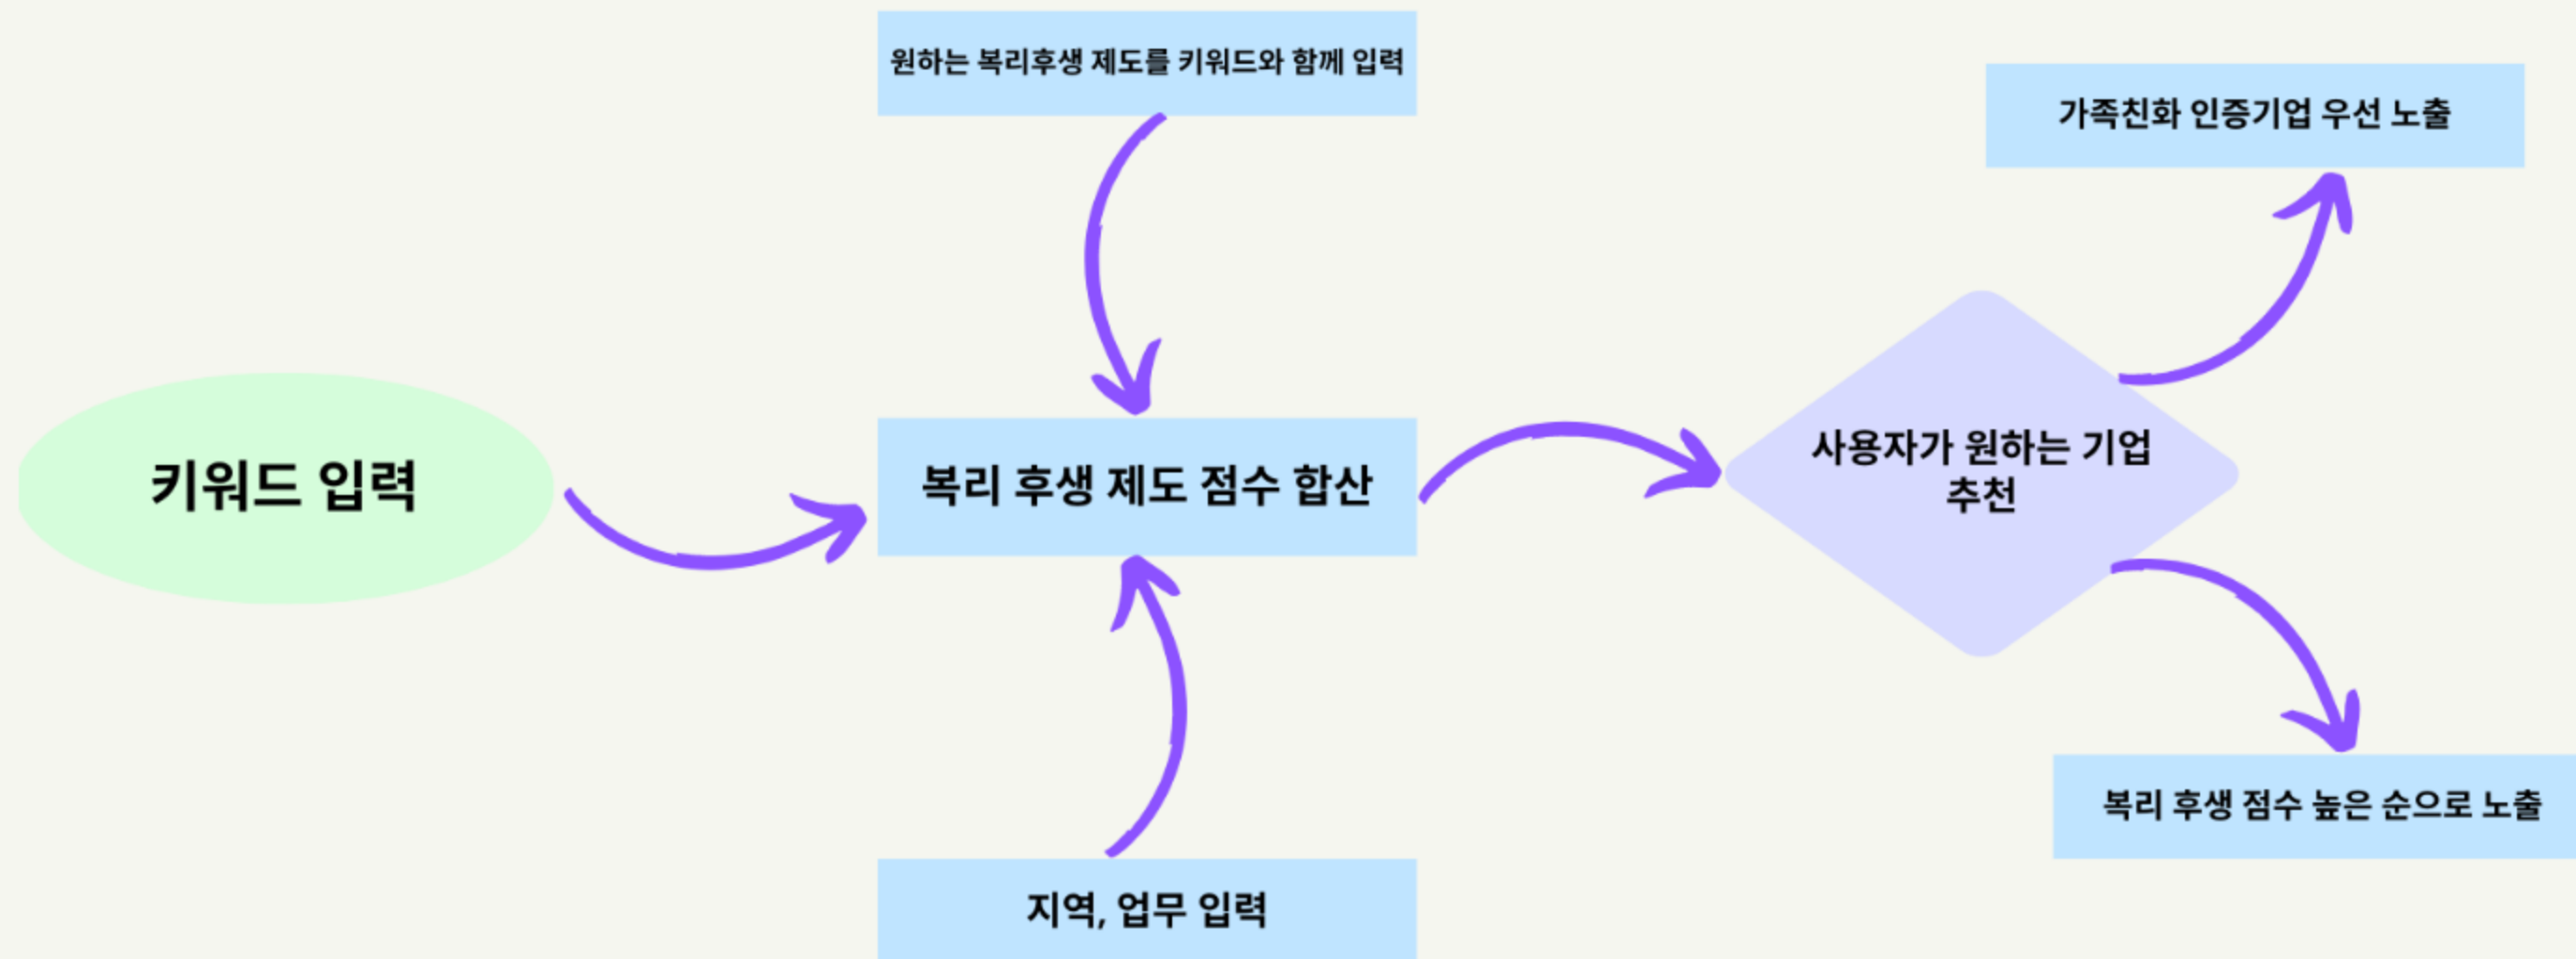 원하는 복리후생 제도를 키워드와 함께 입력
가족친화 인증기업 우선 노출
키워드 입력
복리 후생 제도 점수 합산
사용자가 원하는 기업
추천
복리 후생 점수 높은 순으로 노출
지역, 업무 입력